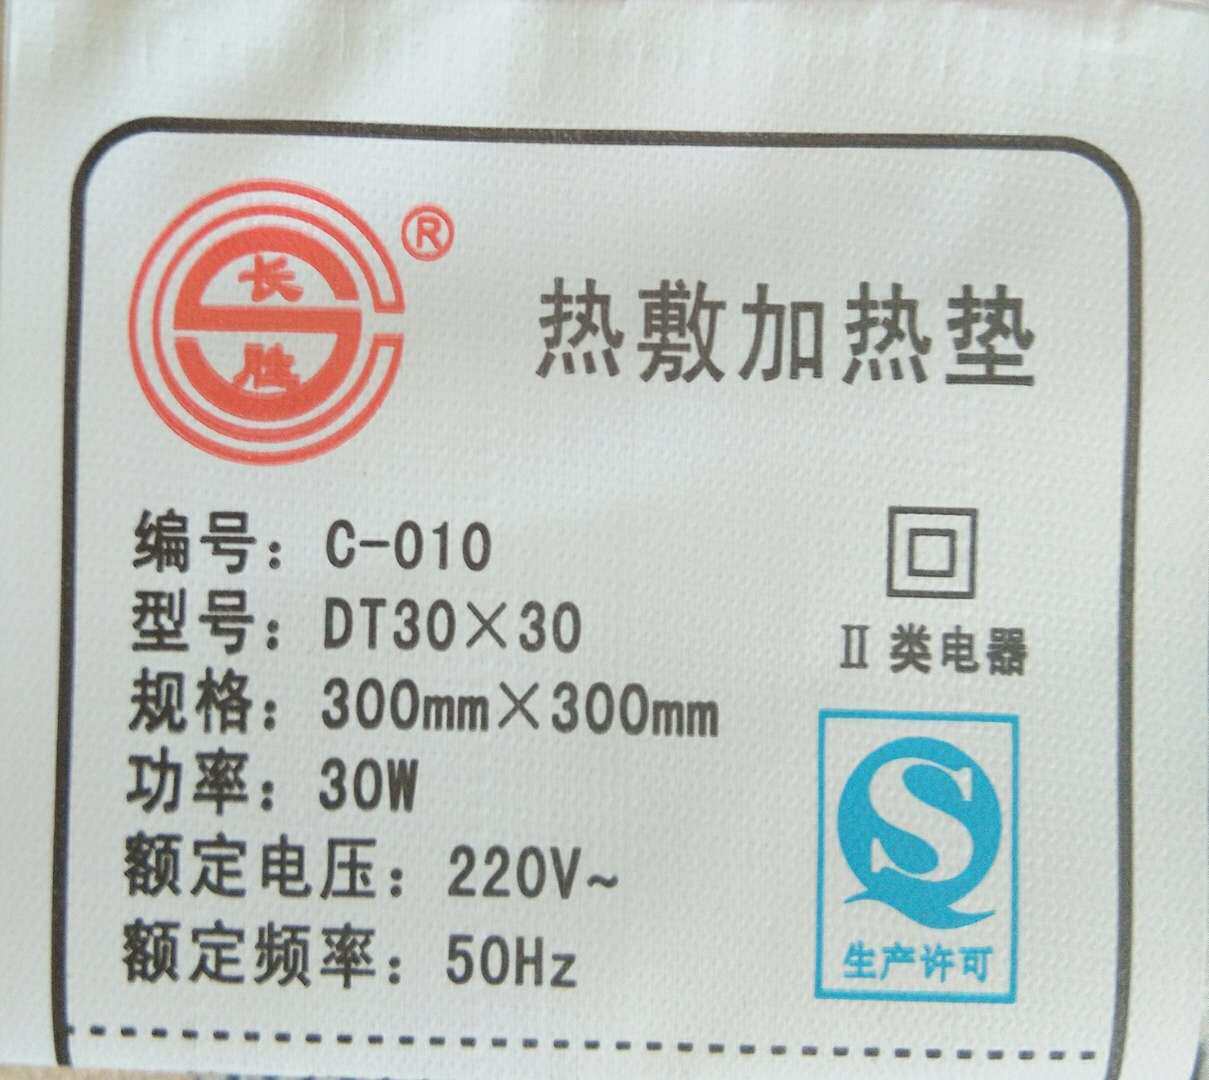 长
胜
®
热敷加热垫
编号：C-010
型号：DT30×30
规格：300mm×300mm
功率：30W
额定电压：220V~
额定频率：50Hz
Ⅱ 类电器
QS
生产许可